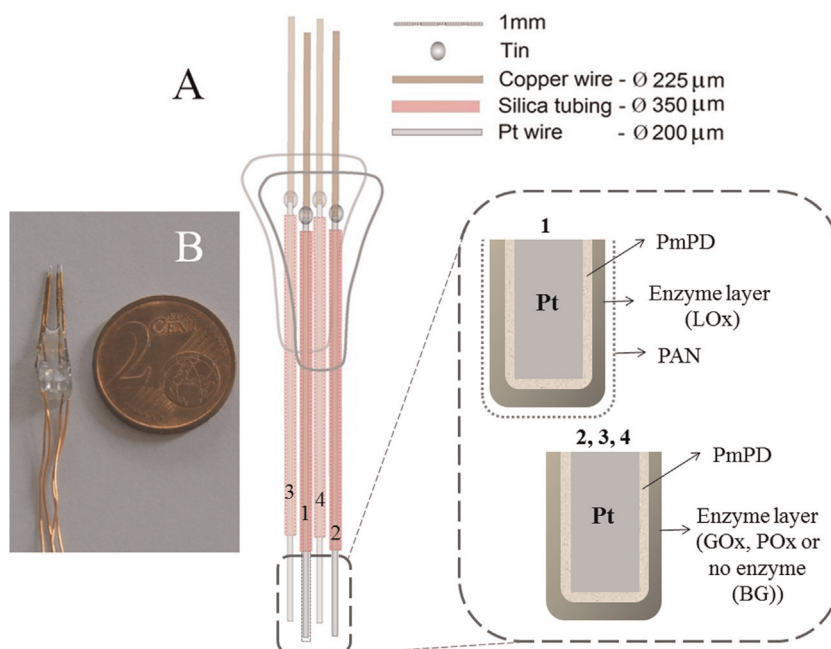 A
1mm
Tin
Copper wire - Ø 225 μm
Silica tubing - Ø 350 μm
Pt wire - Ø 200 μm
B
2
CENT
3
1
4
2
1
Pt
PmPD
Enzyme layer
(LOx)
PAN
2, 3, 4
Pt
PmPD
Enzyme layer
(GOx, POx or
no enzyme
(BG))